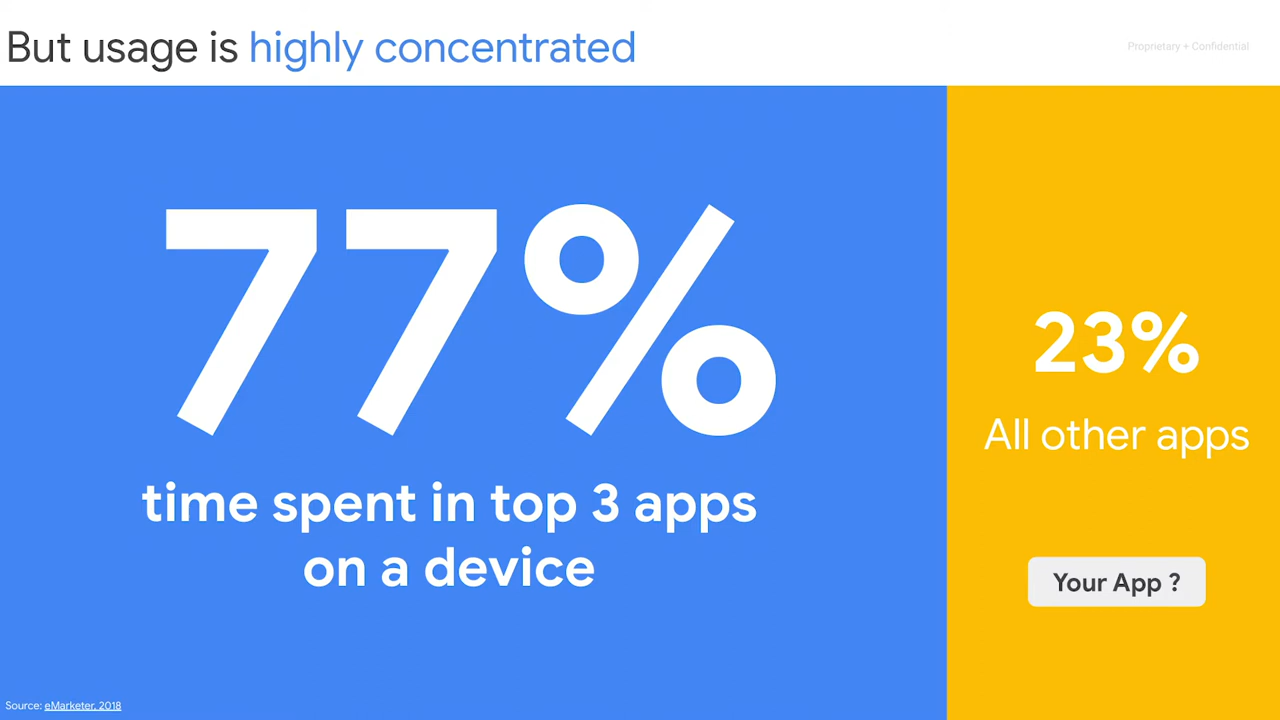 But usage is highly concentrated
Proprietary + Confidential
77%
time spent in top 3 apps
on a device
23%
All other apps
Your App ?
Source: eMarketer, 2018